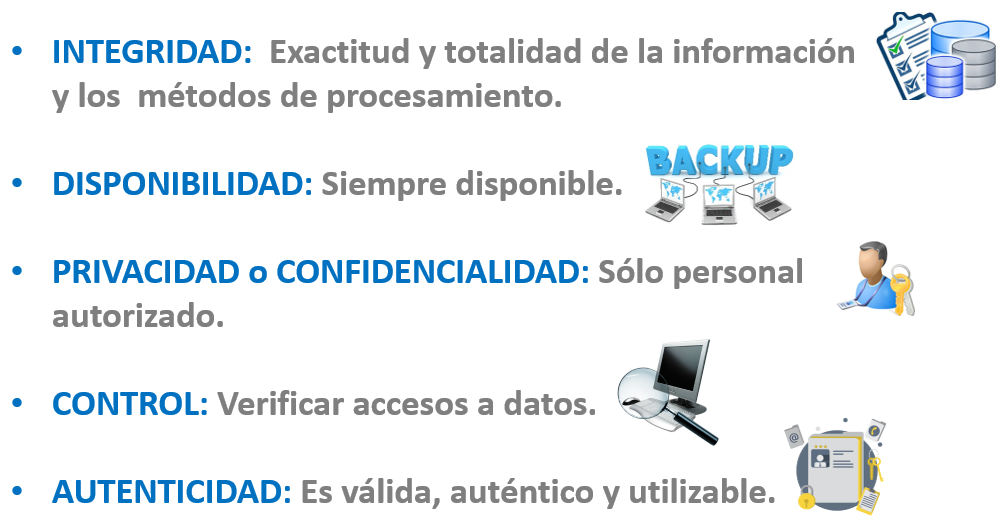 • INTEGRIDAD: Exactitud y totalidad de la información
y los métodos de procesamiento.
BACKUP
• DISPONIBILIDAD: Siempre disponible.
• PRIVACIDAD o CONFIDENCIALIDAD: Sólo personal
autorizado.
• CONTROL: Verificar accesos a datos.
@
• AUTENTICIDAD: Es válida, auténtico y utilizable.